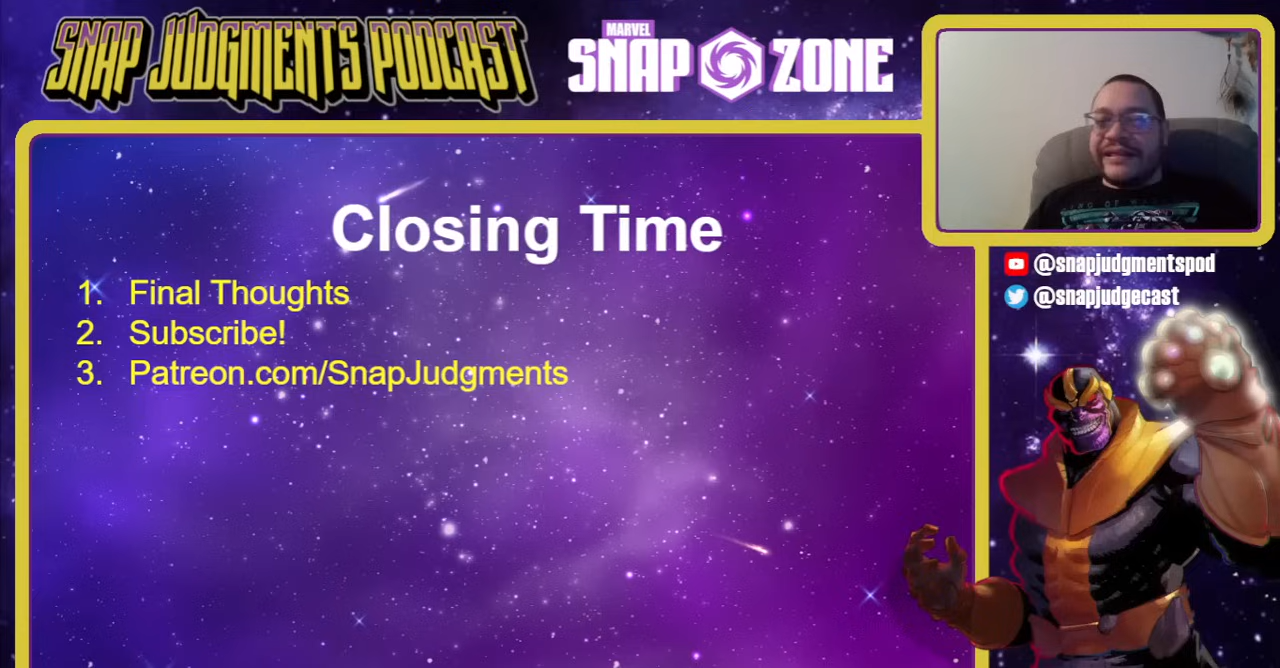 SNAP JUDGMENTS PODCAST
MARVEL
SNAP ZONE
Closing Time
1. Final Thoughts
2. Subscribe!
3. Patreon.com/SnapJudgments
@snapjudgmentspod
@snapjudgecast